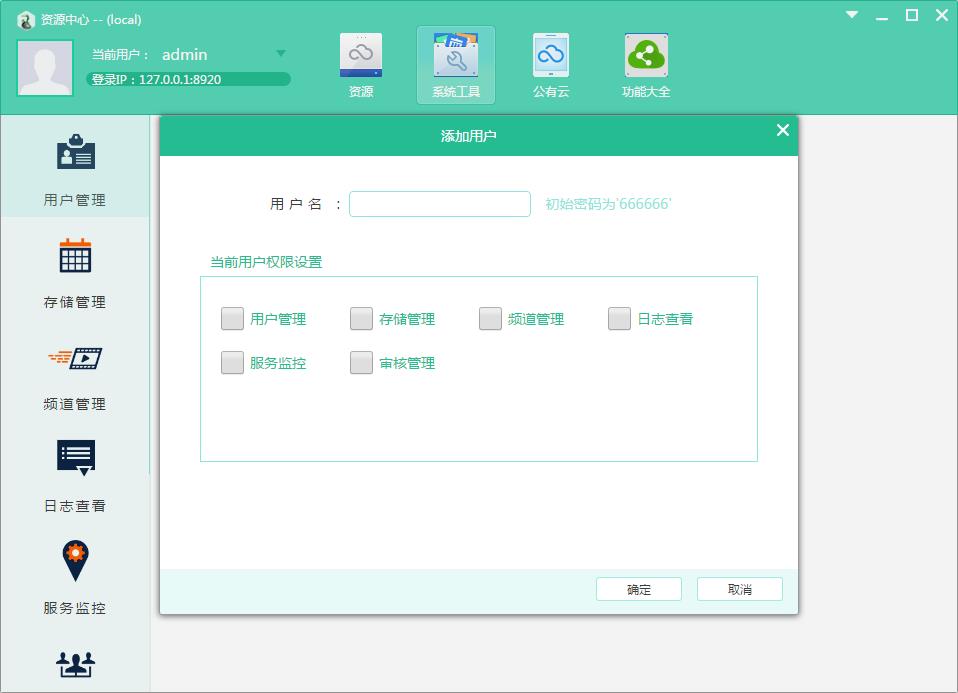 资源中心 -- (local)
当前用户： admin
登录IP：127.0.0.1:8920
资源
系统工具
公有云
功能大全
用户管理
存储管理
频道管理
日志查看
服务监控
添加用户
用 户 名 ：
初始密码为'666666'
当前用户权限设置
用户管理
存储管理
频道管理
日志查看
服务监控
审核管理
确定
取消